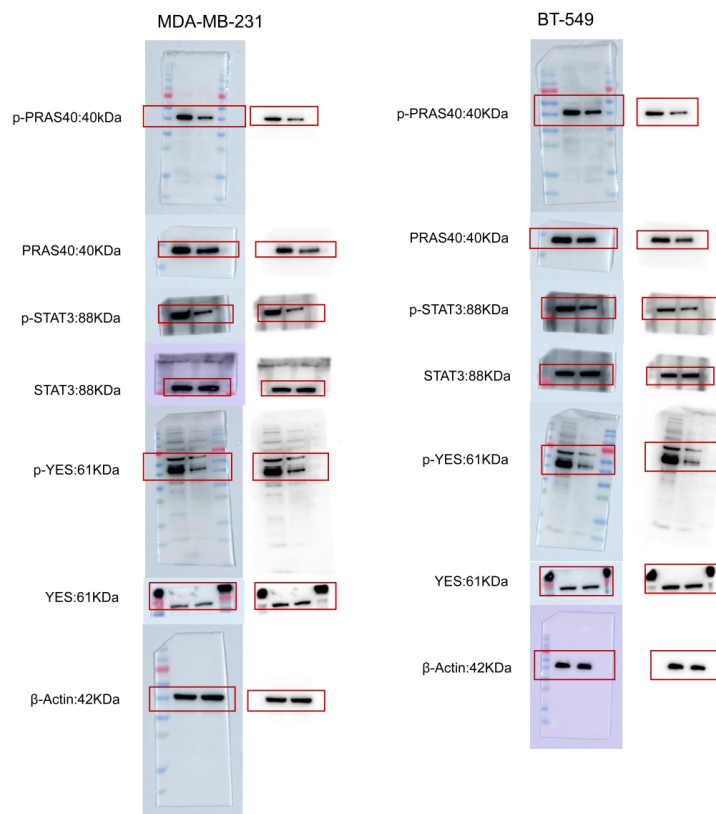 MDA-MB-231
p-PRAS40:40kDa
PRAS40:40KDa
p-STAT3:88KDa
STAT3:88KDa
p-YES:61KDa
YES:61KDa
β-Actin:42KDa
BT-549
p-PRAS40:40KDa
PRAS40:40KDa
p-STAT3:88KDa
STAT3:88KDa
p-YES:61KDa
YES:61KDa
β-Actin:42KDa